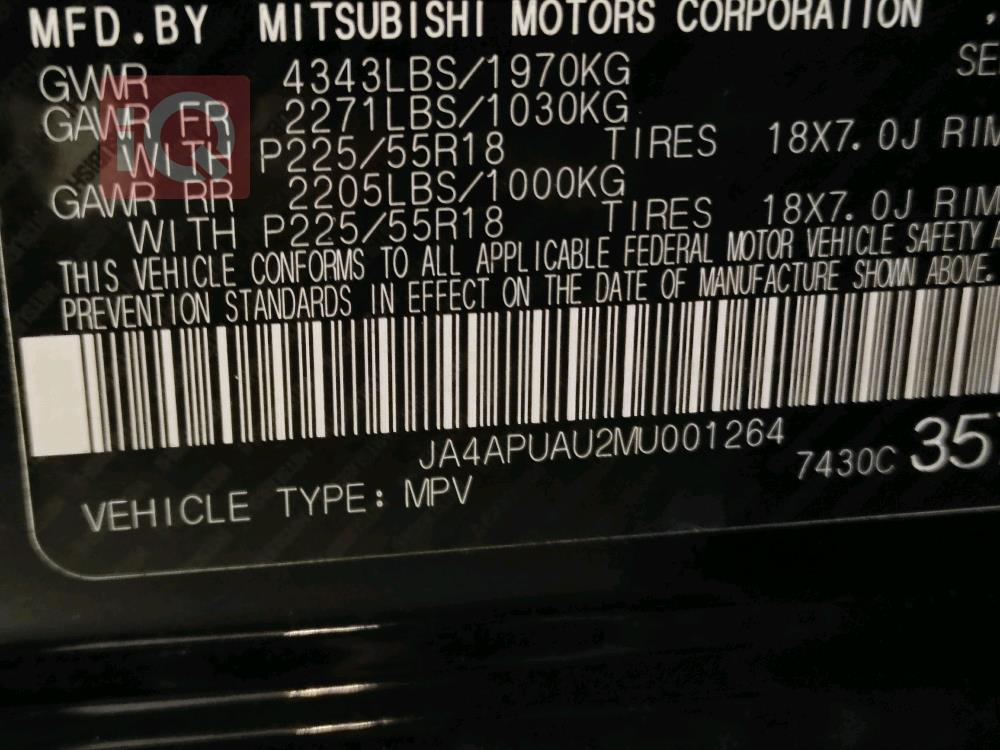 MFD.BY MITSUBISHI MOTORS CORPORATION
GVWR 4343LBS/1970KG
GAWR FR 2271LBS/1030KG
WITH P225/55R18 TIRES 18X7.0J RIM
GAWR RR 2205LBS/1000KG
WITH P225/55R18 TIRES 18X7.0J RIM
THIS VEHICLE CONFORMS TO ALL APPLICABLE FEDERAL MOTOR VEHICLE SAFETY
PREVENTION STANDARDS IN EFFECT ON THE DATE OF MANUFACTURE SHOWN ABOVE.
JA4APUAU2MU001264
7430C 35
VEHICLE TYPE: MPV